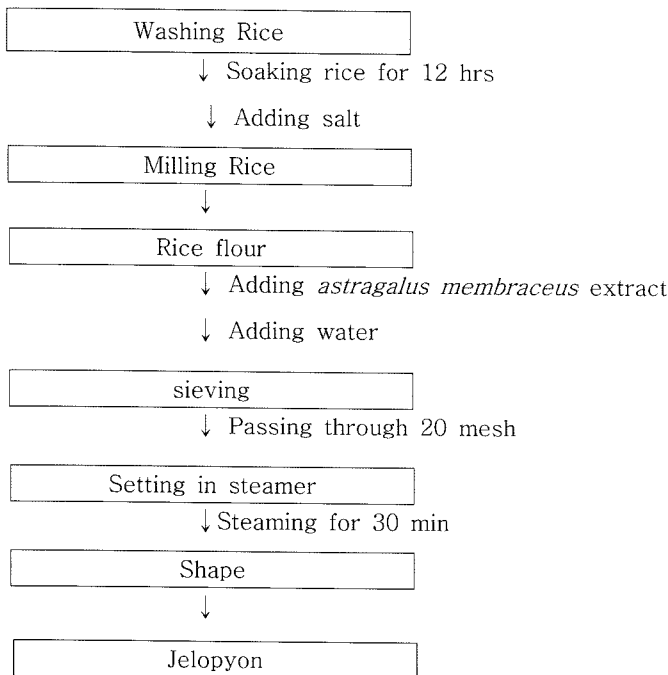 Washing Rice
↓ Soaking rice for 12 hrs
↓ Adding salt
Milling Rice
↓
Rice flour
↓ Adding astragalus membraceus extract
↓ Adding water
sieving
↓ Passing through 20 mesh
Setting in steamer
↓ Steaming for 30 min
Shape
↓
Jelopyon